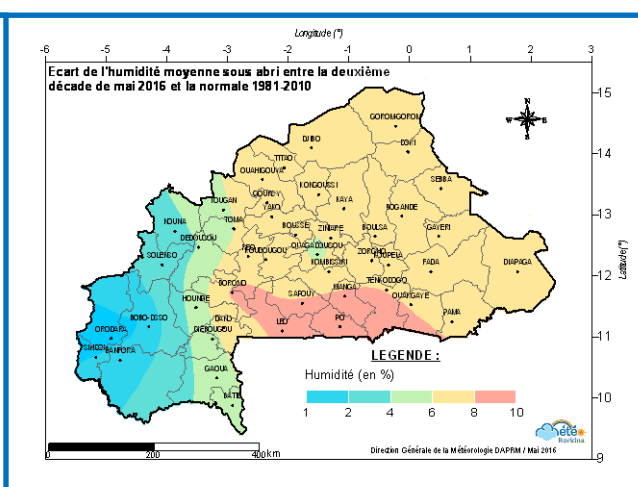 Longitude (°)
-6 -5 -4 -3 -2 -1 0 1 2 3
Ecart de l'humidité moyenne sous abri entre la deuxième
décade de mai 2016 et la normale 1981-2010
15
GOROMGOROM
DJIBO
14
DORI
TITAO
OUAHIGOUYA
SEBBA
KONGOUSSI
GOURCY
TOUGAN
KAYA
YAKO
BOGANDE
13
NOUNA
TOMA
BOUSSE
ZINIARE
BOULSA
GAYERI
DEDOUGOU
OUAGADOUGOU
KOUDOUGOU
ZORGHO
KOUPELA
SOLENZO
KOMBISSIRI
FADA
DIAPAGA
12
Latitude(°)
TENKODOGO
BOROMO
MANGA
HOUNDE
SAPOUY
OUARGAYE
BOBO-DISSO
DANO
LEO
PO
PAMA
ORODARA
DIEBOUGOU
11
SINDOU
BANFORA
LEGENDE :
GAOUA
Humidité (en %)
BATIE
1 2 4 6 8 10
10
N
W E
S
Météo
Burkina
Direction Générale de la Météorologie DAPRM / Mai 2016
0 200 400km
9